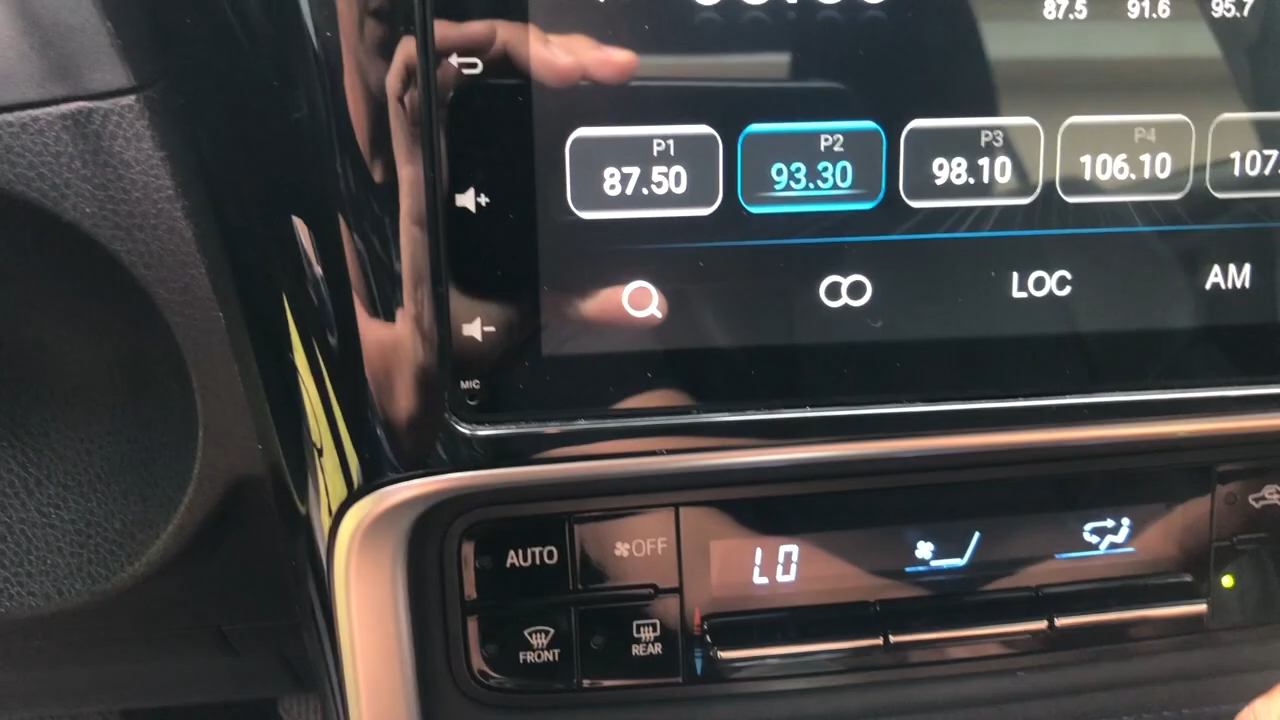 87.5 91.6 95.7
P1 P2 P3 P4
87.50 93.30 98.10 106.10 107.
LOC AM
MIC
AUTO OFF LO
FRONT REAR